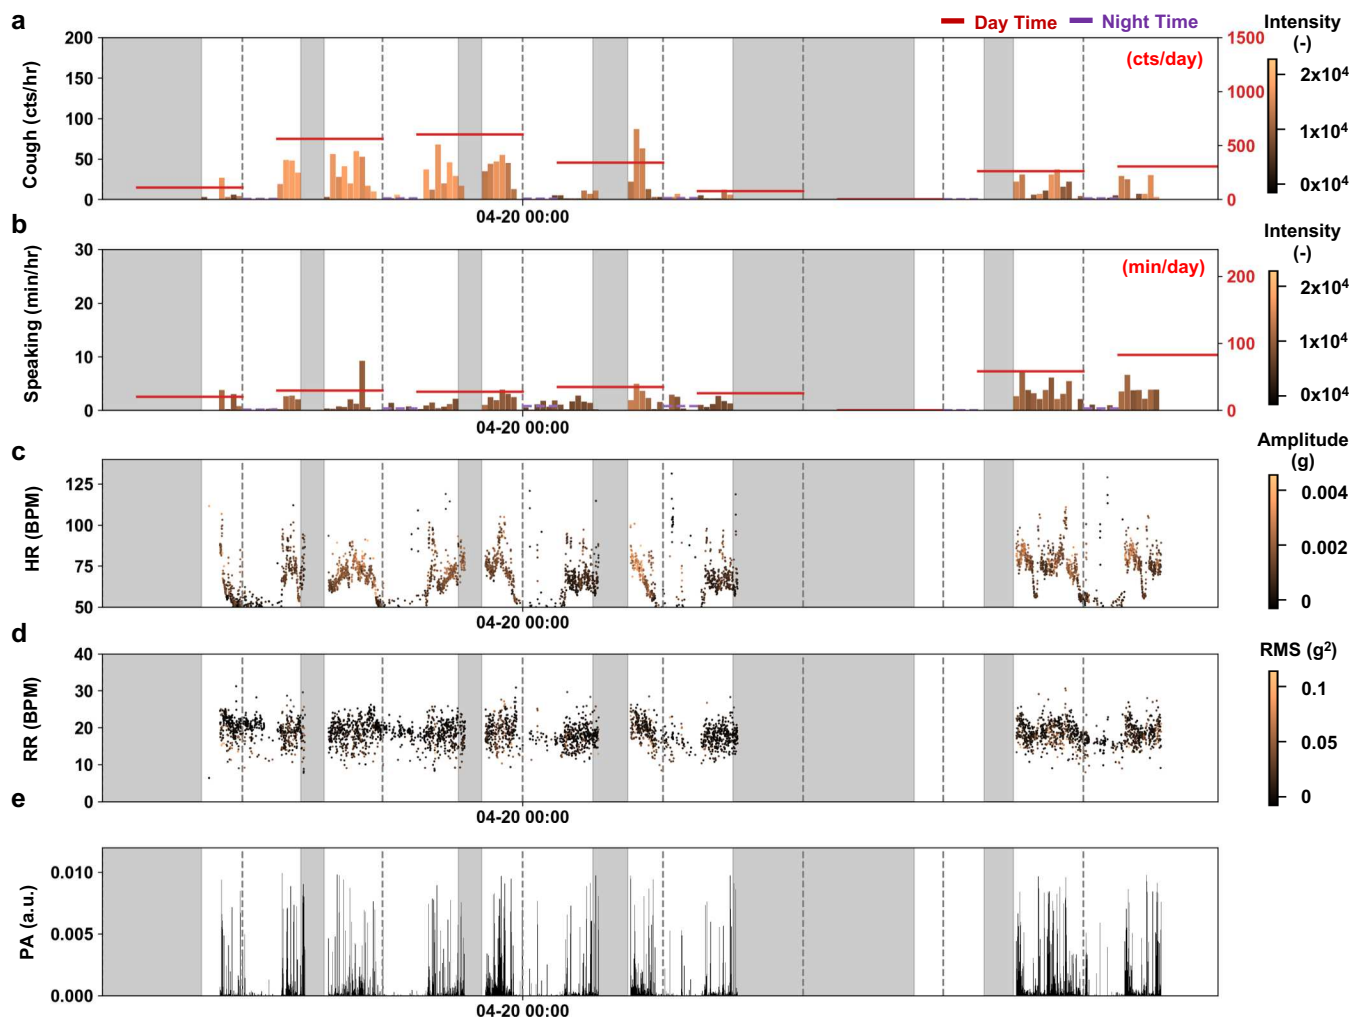 a
Day Time
Night Time
Intensity
(-)
200
150
100
50
0
Cough (cts/hr)
(cts/day)
1500
1000
500
0
2x10⁴
1x10⁴
0x10⁴
04-20 00:00
b
30
20
10
0
Speaking (min/hr)
(min/day)
200
100
0
Intensity
(-)
2x10⁴
1x10⁴
0x10⁴
04-20 00:00
c
125
100
75
50
HR (BPM)
Amplitude
(g)
0.004
0.002
0
04-20 00:00
d
40
30
20
10
0
RR (BPM)
RMS (g²)
0.1
0.05
0
04-20 00:00
e
0.010
0.005
0.000
PA (a.u.)
04-20 00:00